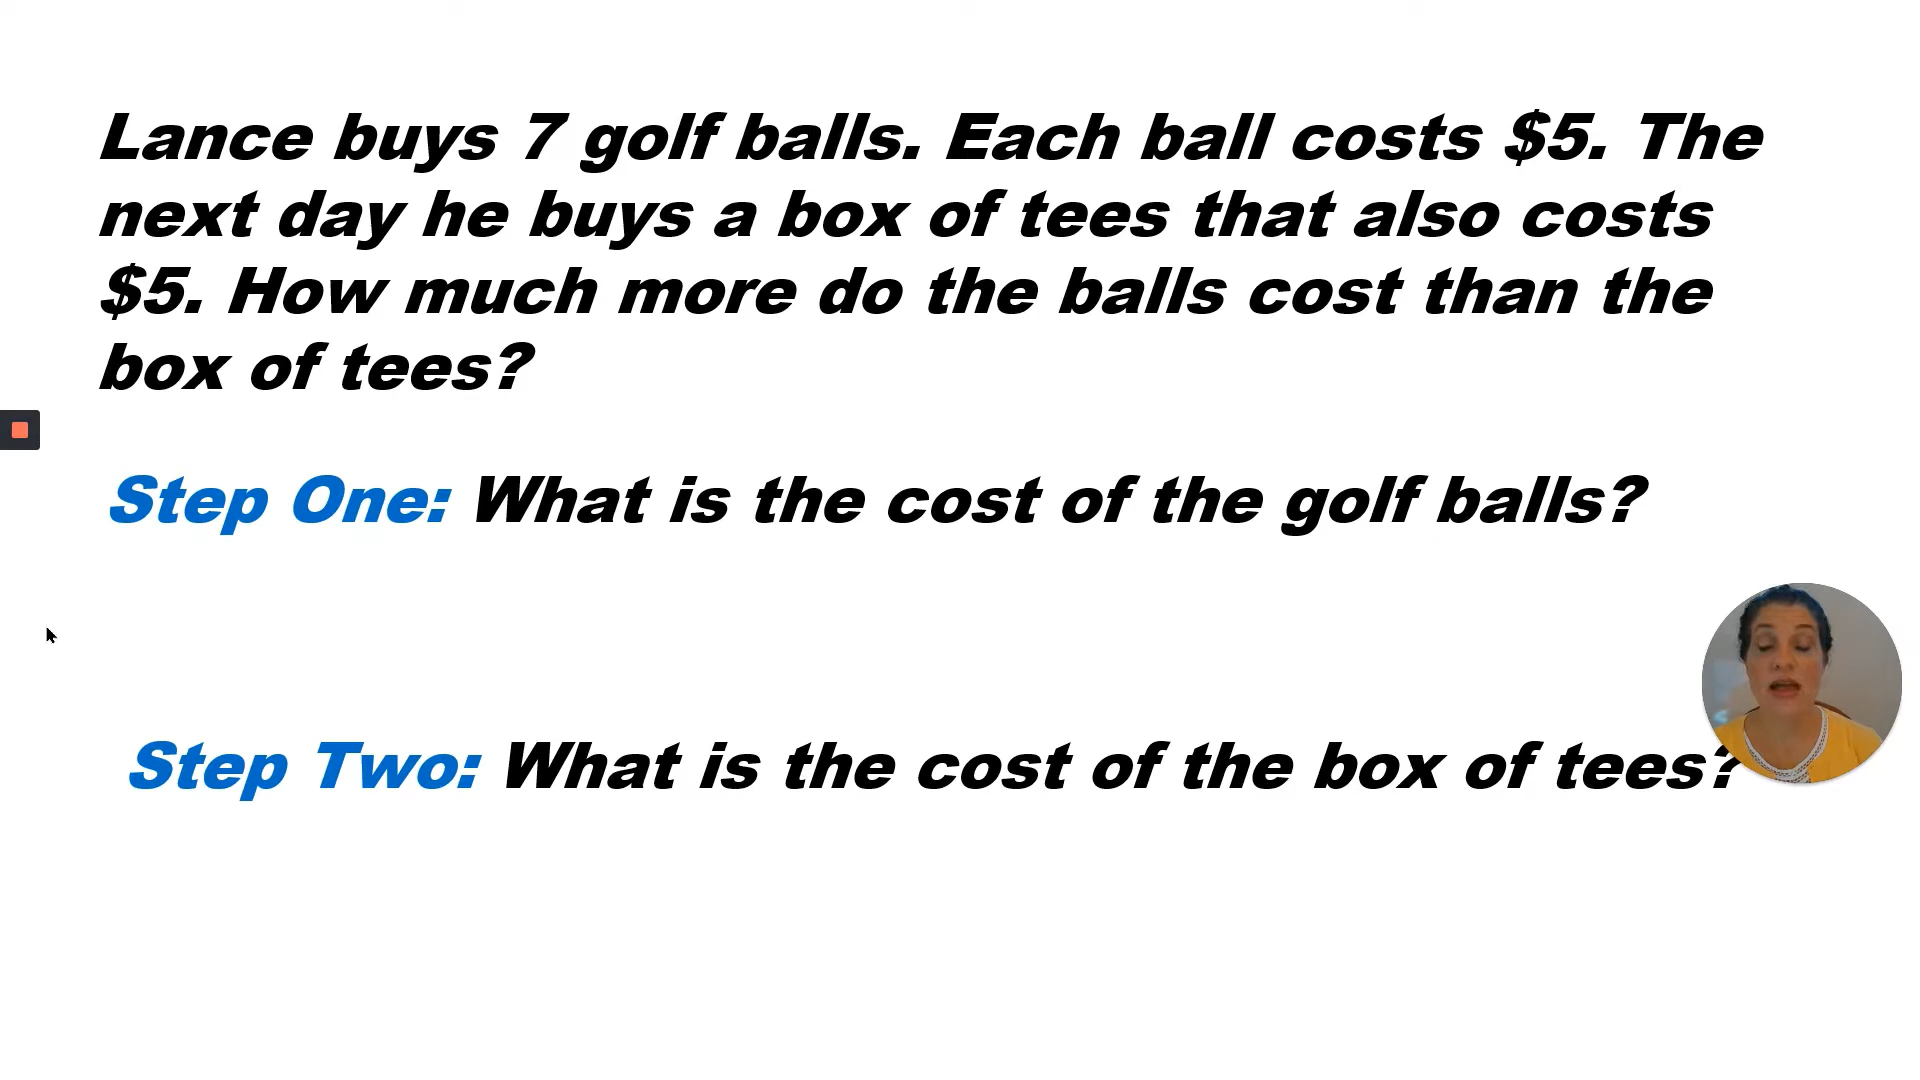 Lance buys 7 golf balls. Each ball costs $5. The
next day he buys a box of tees that also costs
$5. How much more do the balls cost than the
box of tees?
Step One: What is the cost of the golf balls?
Step Two: What is the cost of the box of tees?